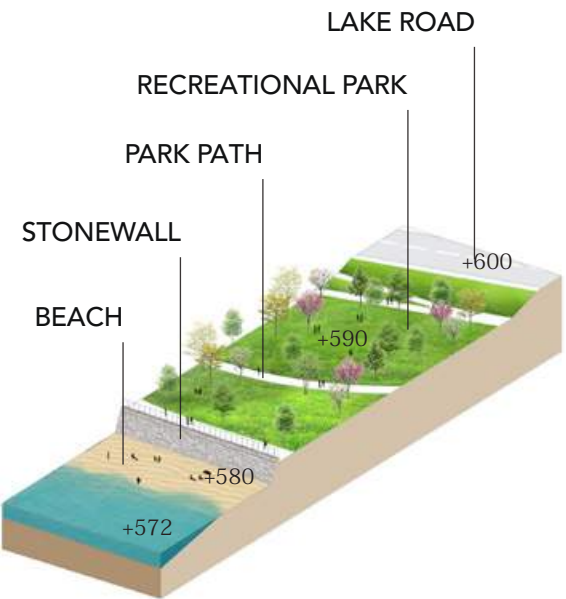 LAKE ROAD
RECREATIONAL PARK
PARK PATH
STONEWALL
+600
BEACH
+590
+580
+572